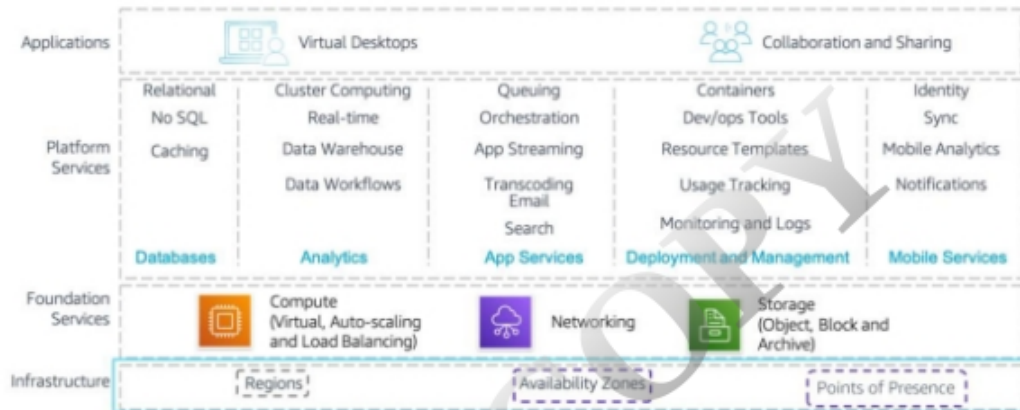 Applications
Virtual Desktops
Collaboration and Sharing
Platform
Services
Relational
No SQL
Caching
Databases
Cluster Computing
Real-time
Data Warehouse
Data Workflows
Analytics
Queuing
Orchestration
App Streaming
Transcoding
Email
Search
App Services
Containers
Dev/ops Tools
Resource Templates
Usage Tracking
Monitoring and Logs
Deployment and Management
Identity
Sync
Mobile Analytics
Notifications
Mobile Services
Foundation
Services
Compute
(Virtual, Auto-scaling
and Load Balancing)
Networking
Storage
(Object, Block and
Archive)
Infrastructure
Regions
Availability Zones
Points of Presence
OPY